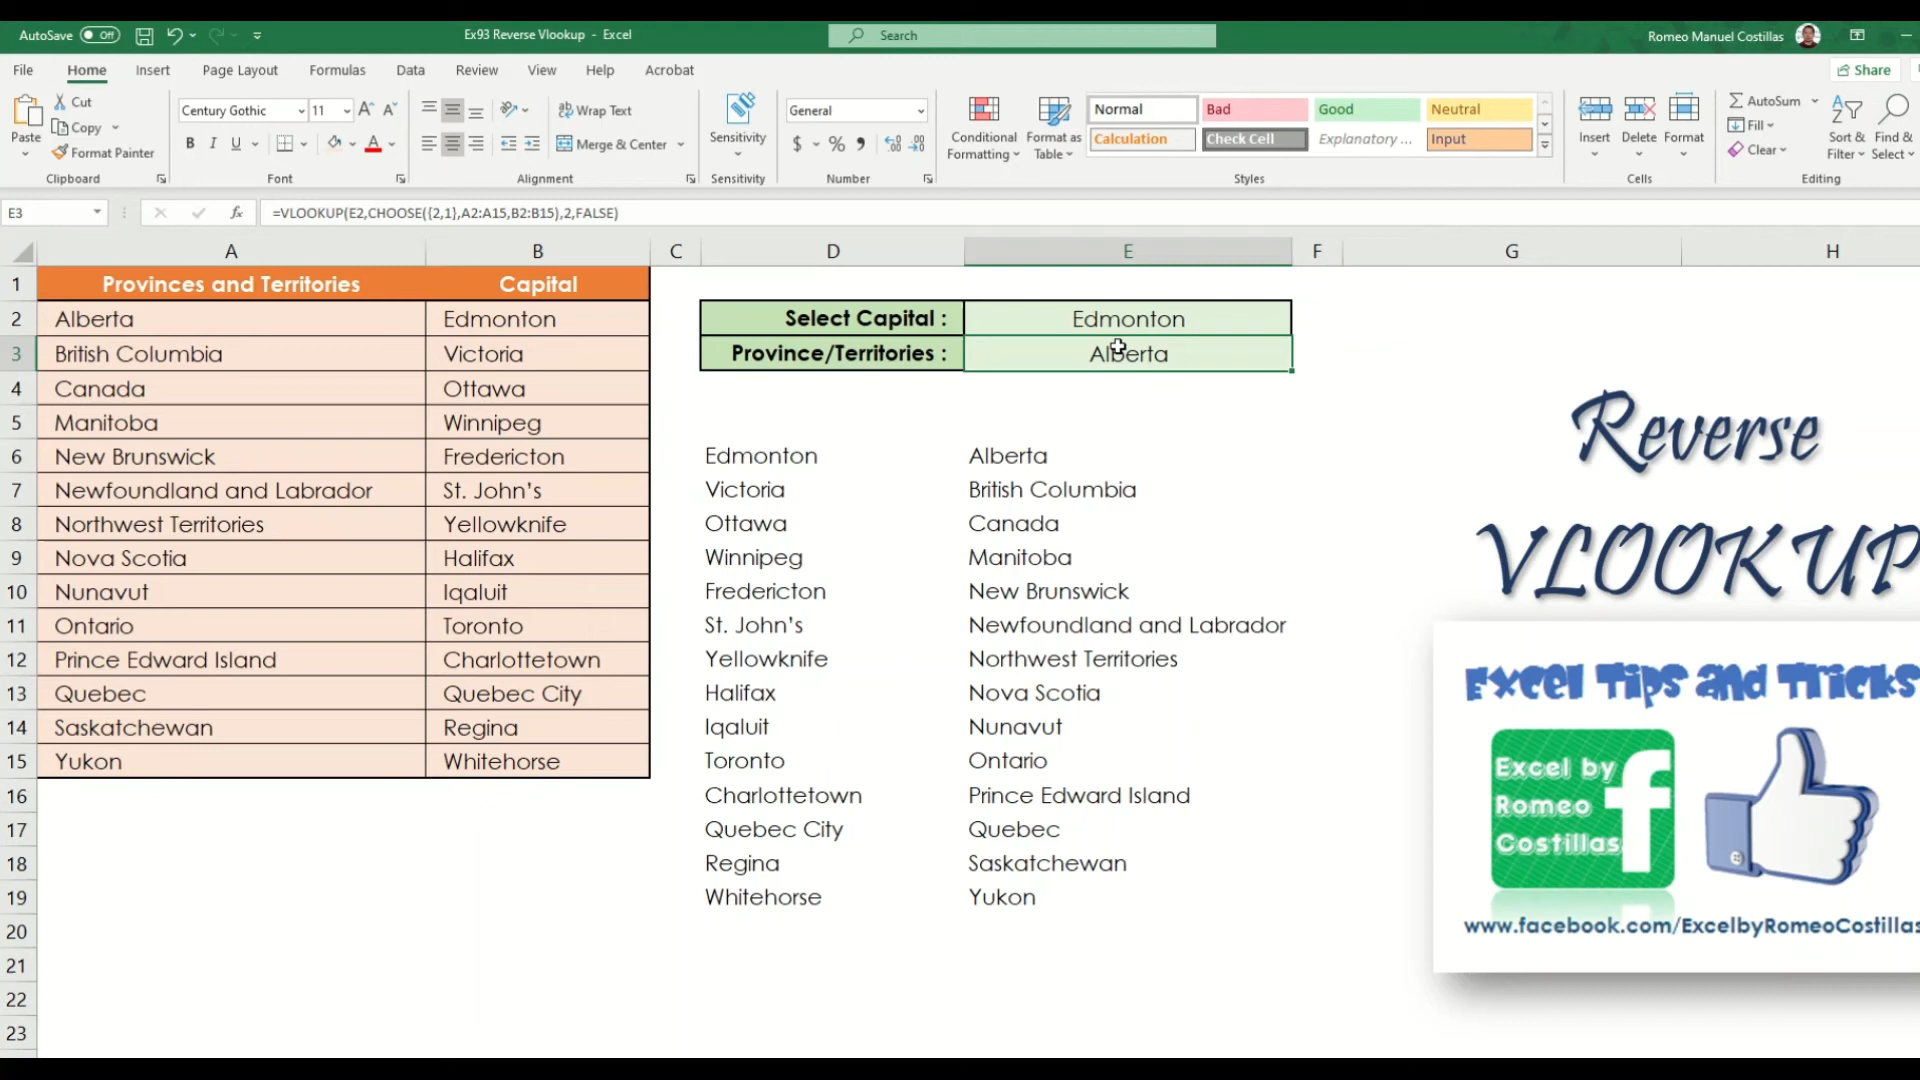 AutoSave Off Ex93 Reverse Vlookup - Excel Search Romeo Manuel Costillas
File Home Insert Page Layout Formulas Data Review View Help Acrobat Share
Paste Cut Copy Format Painter
Century Gothic 11 B I U
Wrap Text Merge & Center
Sensitivity
General $ % ,
Conditional Formatting Format as Table
Normal Bad Good Neutral
Calculation Check Cell Explanatory ... Input
Insert Delete Format
AutoSum Fill Clear Sort & Filter Find & Select
Clipboard Font Alignment Sensitivity Number Styles Cells Editing
E3 fx =VLOOKUP(E2,CHOOSE({2,1},A2:A15,B2:B15),2,FALSE)
A B C D E F G H
1 Provinces and Territories Capital
2 Alberta Edmonton Select Capital : Edmonton
3 British Columbia Victoria Province/Territories : Alberta
4 Canada Ottawa
5 Manitoba Winnipeg
6 New Brunswick Fredericton Edmonton Alberta
7 Newfoundland and Labrador St. John’s Victoria British Columbia
8 Northwest Territories Yellowknife Ottawa Canada
9 Nova Scotia Halifax Winnipeg Manitoba
10 Nunavut Iqaluit Fredericton New Brunswick
11 Ontario Toronto St. John’s Newfoundland and Labrador
12 Prince Edward Island Charlottetown Yellowknife Northwest Territories
13 Quebec Quebec City Halifax Nova Scotia
14 Saskatchewan Regina Iqaluit Nunavut
15 Yukon Whitehorse Toronto Ontario
16 Charlottetown Prince Edward Island
17 Quebec City Quebec
18 Regina Saskatchewan
19 Whitehorse Yukon
20
21
22
23
Reverse
VLOOKUP
Excel Tips and Tricks
Excel by
Romeo
Costillas
f
www.facebook.com/ExcelbyRomeoCostillas